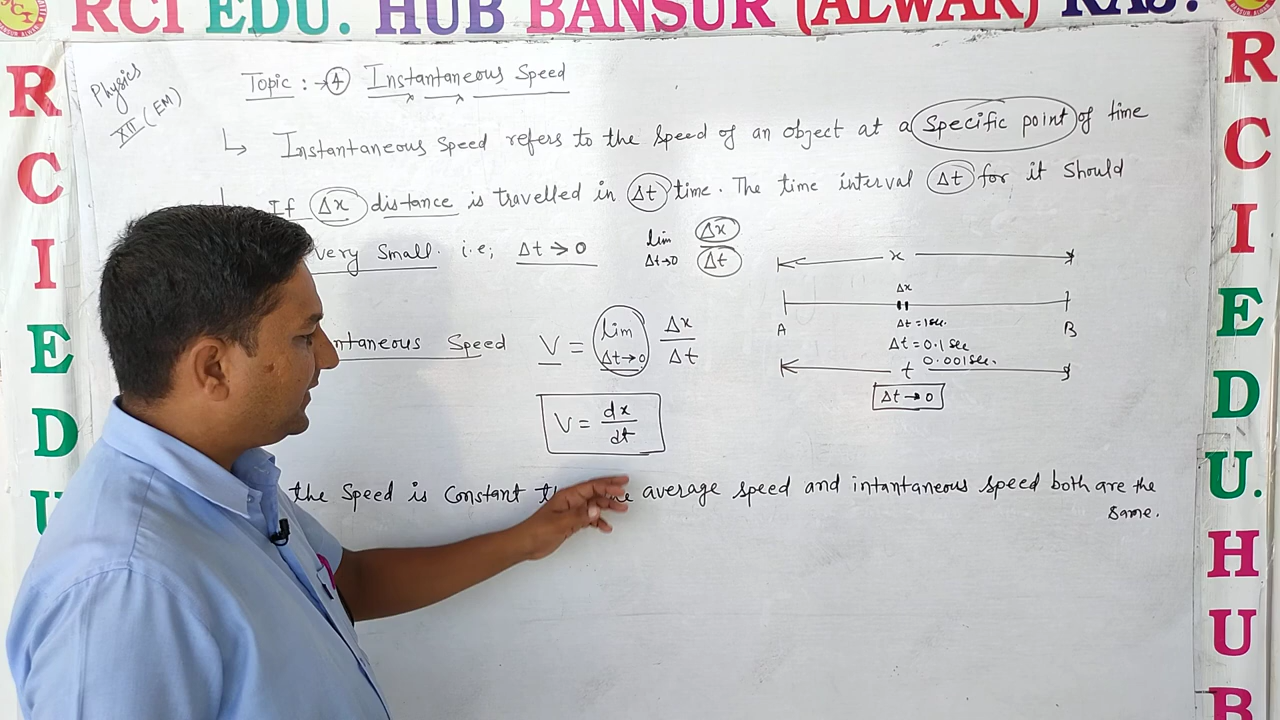 RCI EDU. HUB BANSUR (ALWAR) RAJ.
R
C
I
E
D
U
R
C
I
E
D
U.
H
U
B
Physics
XII (EM)
Topic :→ 4 Instantaneous Speed
Instantaneous Speed refers to the speed of an object at a specific point of time
If Δx distance is travelled in Δt time. The time interval Δt for it should
very small. i.e; Δt → 0
lim Δt→0 Δx/Δt
x
Δx
A
B
Δt = 1sec.
Δt = 0.1 sec
0.001sec.
t
Δt → 0
ntaneous Speed V = lim Δt→0 Δx/Δt
V = dx/dt
the Speed is constant average speed and intantaneous speed both are the
same.